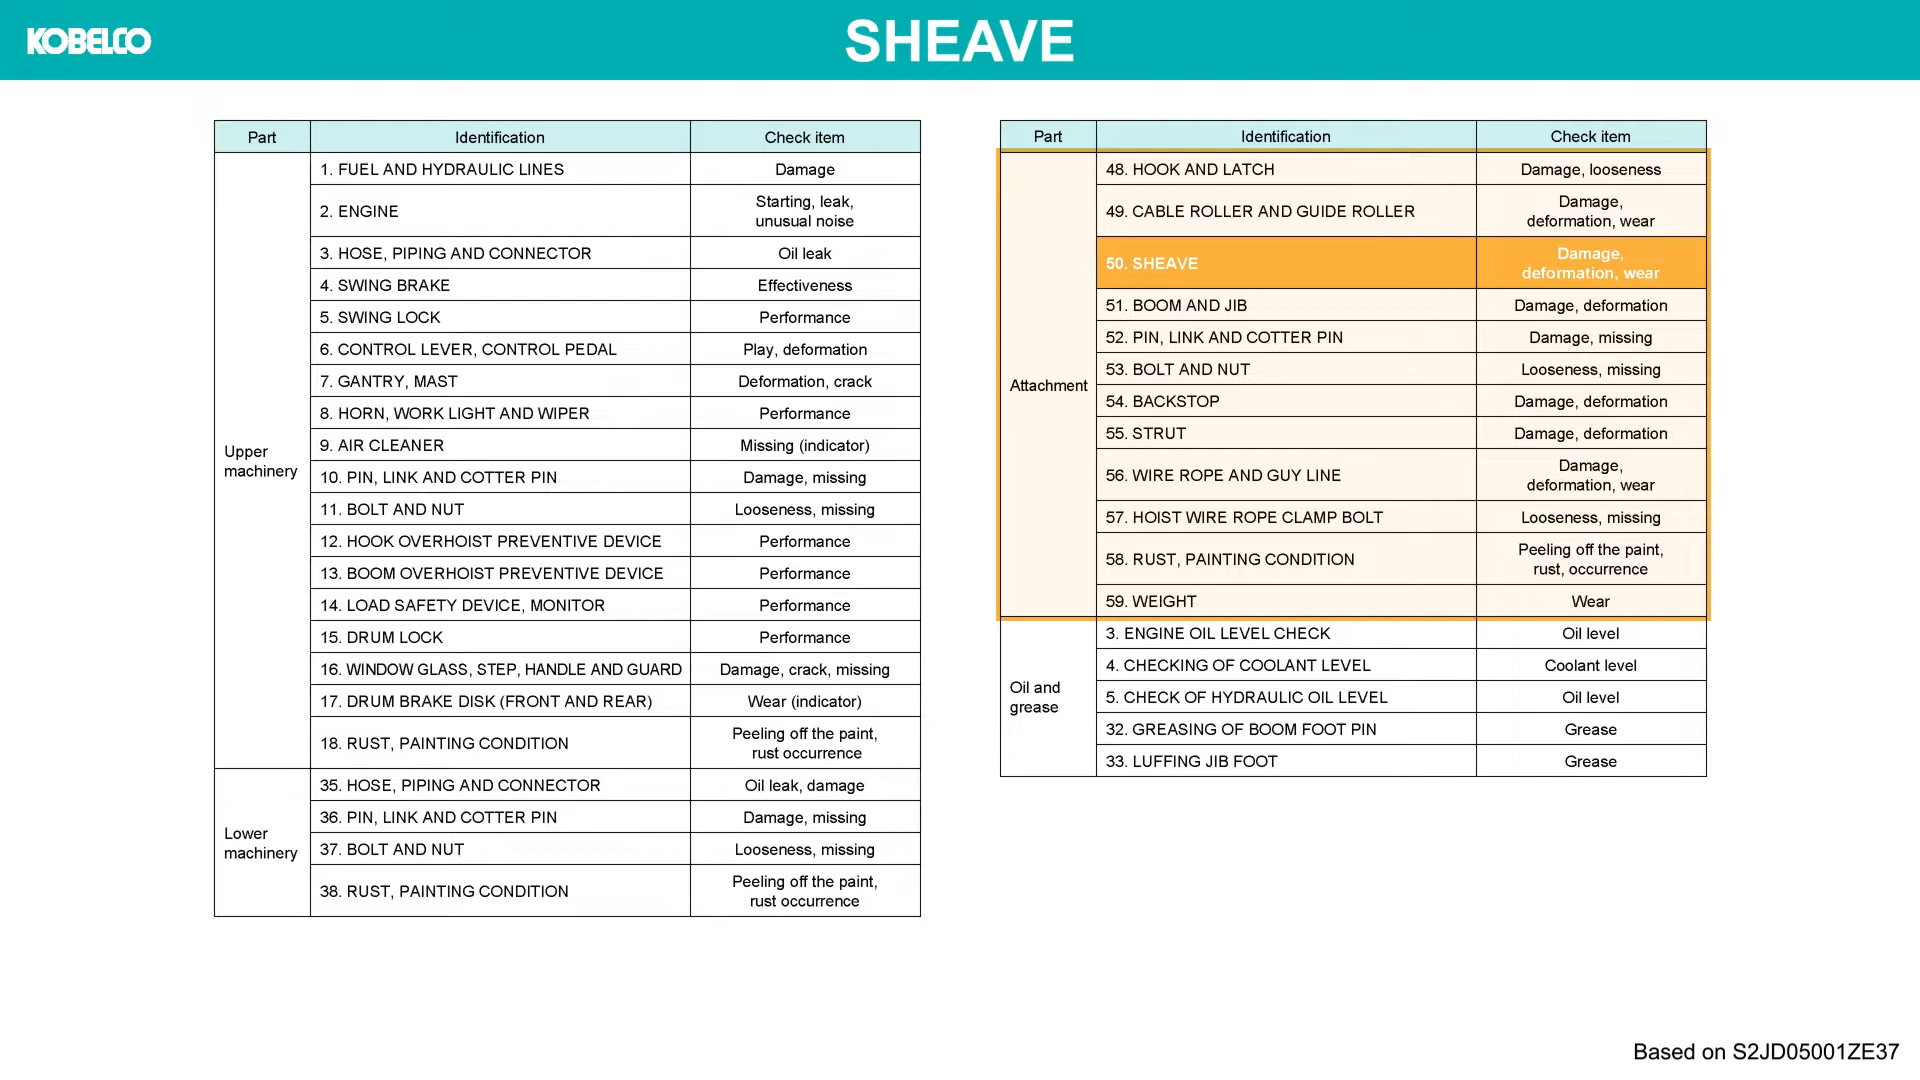 KOBELCO
SHEAVE
Part Identification Check item
Upper
machinery
1. FUEL AND HYDRAULIC LINES Damage
2. ENGINE Starting, leak,
unusual noise
3. HOSE, PIPING AND CONNECTOR Oil leak
4. SWING BRAKE Effectiveness
5. SWING LOCK Performance
6. CONTROL LEVER, CONTROL PEDAL Play, deformation
7. GANTRY, MAST Deformation, crack
8. HORN, WORK LIGHT AND WIPER Performance
9. AIR CLEANER Missing (indicator)
10. PIN, LINK AND COTTER PIN Damage, missing
11. BOLT AND NUT Looseness, missing
12. HOOK OVERHOIST PREVENTIVE DEVICE Performance
13. BOOM OVERHOIST PREVENTIVE DEVICE Performance
14. LOAD SAFETY DEVICE, MONITOR Performance
15. DRUM LOCK Performance
16. WINDOW GLASS, STEP, HANDLE AND GUARD Damage, crack, missing
17. DRUM BRAKE DISK (FRONT AND REAR) Wear (indicator)
18. RUST, PAINTING CONDITION Peeling off the paint,
rust occurrence
Lower
machinery
35. HOSE, PIPING AND CONNECTOR Oil leak, damage
36. PIN, LINK AND COTTER PIN Damage, missing
37. BOLT AND NUT Looseness, missing
38. RUST, PAINTING CONDITION Peeling off the paint,
rust occurrence
Part Identification Check item
Attachment
48. HOOK AND LATCH Damage, looseness
49. CABLE ROLLER AND GUIDE ROLLER Damage,
deformation, wear
50. SHEAVE Damage,
deformation, wear
51. BOOM AND JIB Damage, deformation
52. PIN, LINK AND COTTER PIN Damage, missing
53. BOLT AND NUT Looseness, missing
54. BACKSTOP Damage, deformation
55. STRUT Damage, deformation
56. WIRE ROPE AND GUY LINE Damage,
deformation, wear
57. HOIST WIRE ROPE CLAMP BOLT Looseness, missing
58. RUST, PAINTING CONDITION Peeling off the paint,
rust, occurrence
59. WEIGHT Wear
Oil and
grease
3. ENGINE OIL LEVEL CHECK Oil level
4. CHECKING OF COOLANT LEVEL Coolant level
5. CHECK OF HYDRAULIC OIL LEVEL Oil level
32. GREASING OF BOOM FOOT PIN Grease
33. LUFFING JIB FOOT Grease
Based on S2JD05001ZE37